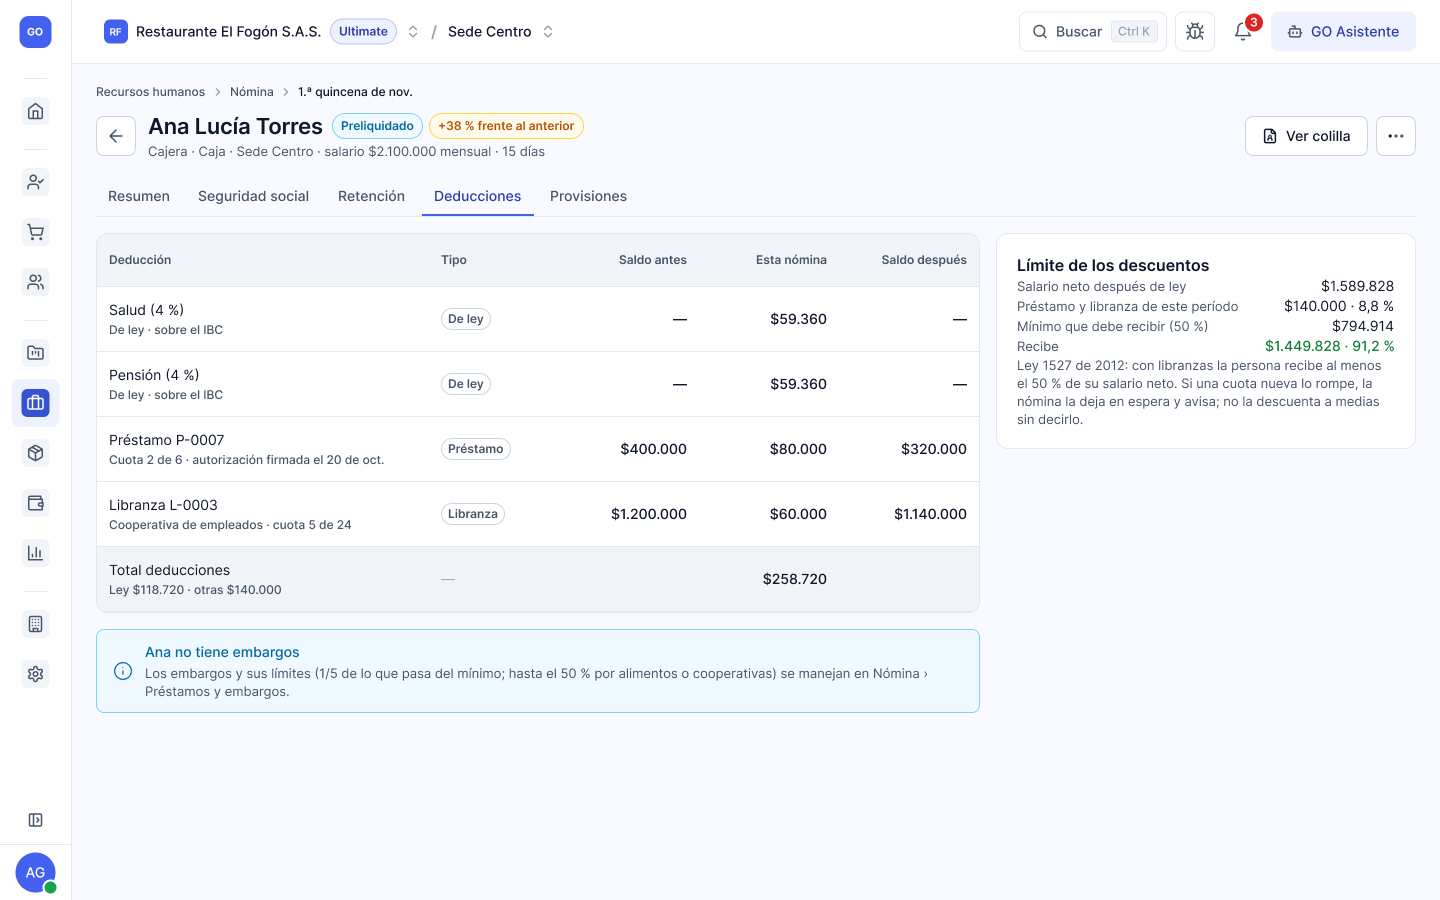 GO
RF Restaurante El Fogón S.A.S. Ultimate / Sede Centro
Buscar Ctrl K
3
GO Asistente
Recursos humanos Nómina 1.ª quincena de nov.
Ana Lucía Torres Preliquidado +38 % frente al anterior
Cajera · Caja · Sede Centro · salario $2.100.000 mensual · 15 días
Ver colilla
Resumen Seguridad social Retención Deducciones Provisiones
Deducción Tipo Saldo antes Esta nómina Saldo después
Salud (4 %)
De ley · sobre el IBC
De ley — $59.360 —
Pensión (4 %)
De ley · sobre el IBC
De ley — $59.360 —
Préstamo P-0007
Cuota 2 de 6 · autorización firmada el 20 de oct.
Préstamo $400.000 $80.000 $320.000
Libranza L-0003
Cooperativa de empleados · cuota 5 de 24
Libranza $1.200.000 $60.000 $1.140.000
Total deducciones
Ley $118.720 · otras $140.000
— $258.720
Ana no tiene embargos
Los embargos y sus límites (1/5 de lo que pasa del mínimo; hasta el 50 % por alimentos o cooperativas) se manejan en Nómina ›
Préstamos y embargos.
Límite de los descuentos
Salario neto después de ley $1.589.828
Préstamo y libranza de este período $140.000 · 8,8 %
Mínimo que debe recibir (50 %) $794.914
Recibe $1.449.828 · 91,2 %
Ley 1527 de 2012: con libranzas la persona recibe al menos
el 50 % de su salario neto. Si una cuota nueva lo rompe, la
nómina la deja en espera y avisa; no la descuenta a medias
sin decirlo.
AG